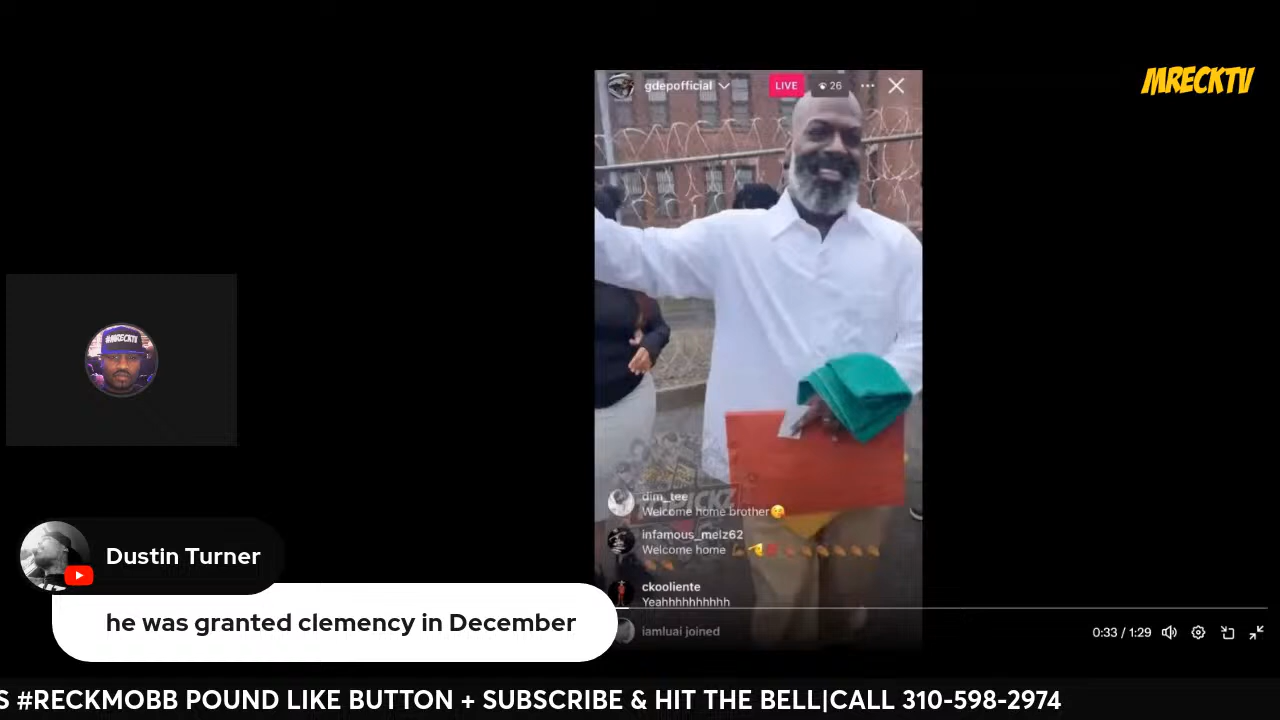 MRECKTV
gdepofficial
LIVE
26
#MRECKTV
dim_tee
Welcome home brother😘
infamous_melz62
Welcome home
ckooliente
Yeahhhhhhhhhh
iamluai joined
Dustin Turner
he was granted clemency in December
0:33 / 1:29
S #RECKMOBB POUND LIKE BUTTON + SUBSCRIBE & HIT THE BELL|CALL 310-598-2974